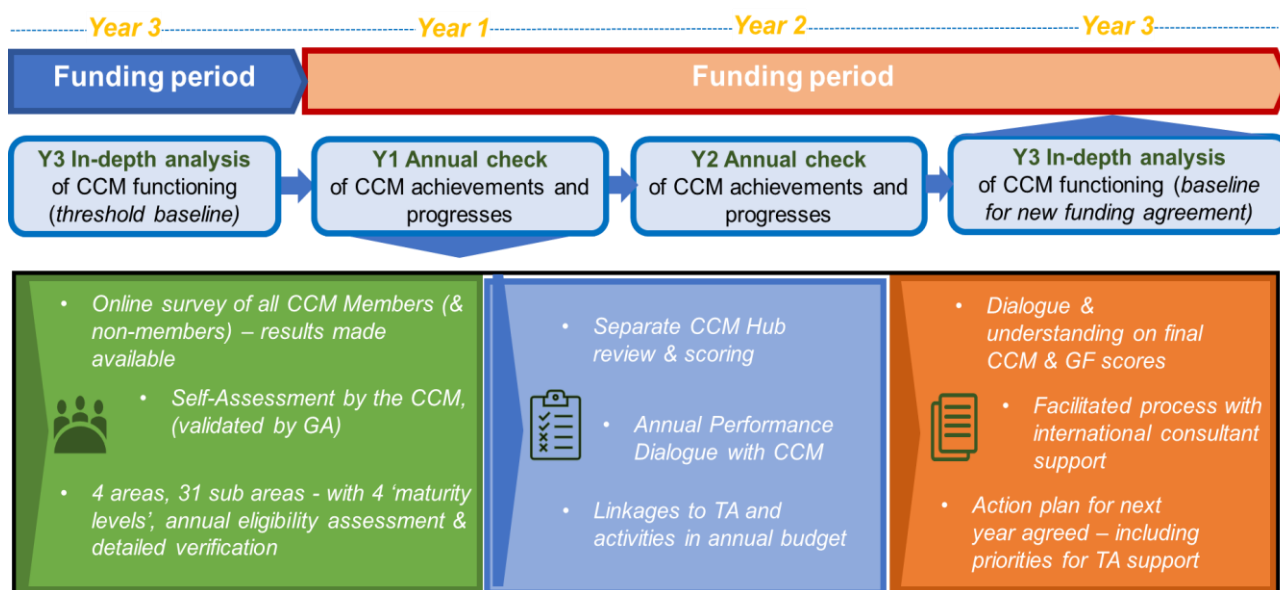 Year 3 Year 1 Year 2 Year 3
Funding period Funding period
Y3 In-depth analysis
of CCM functioning
(threshold baseline)
Y1 Annual check
of CCM achievements and
progresses
Y2 Annual check
of CCM achievements and
progresses
Y3 In-depth analysis
of CCM functioning (baseline
for new funding agreement)
• Online survey of all CCM Members (&
non-members) – results made
available
• Self-Assessment by the CCM,
(validated by GA)
• 4 areas, 31 sub areas - with 4 ‘maturity
levels’, annual eligibility assessment &
detailed verification
• Separate CCM Hub
review & scoring
• Annual Performance
Dialogue with CCM
• Linkages to TA and
activities in annual budget
• Dialogue &
understanding on final
CCM & GF scores
• Facilitated process with
international consultant
support
• Action plan for next
year agreed – including
priorities for TA support